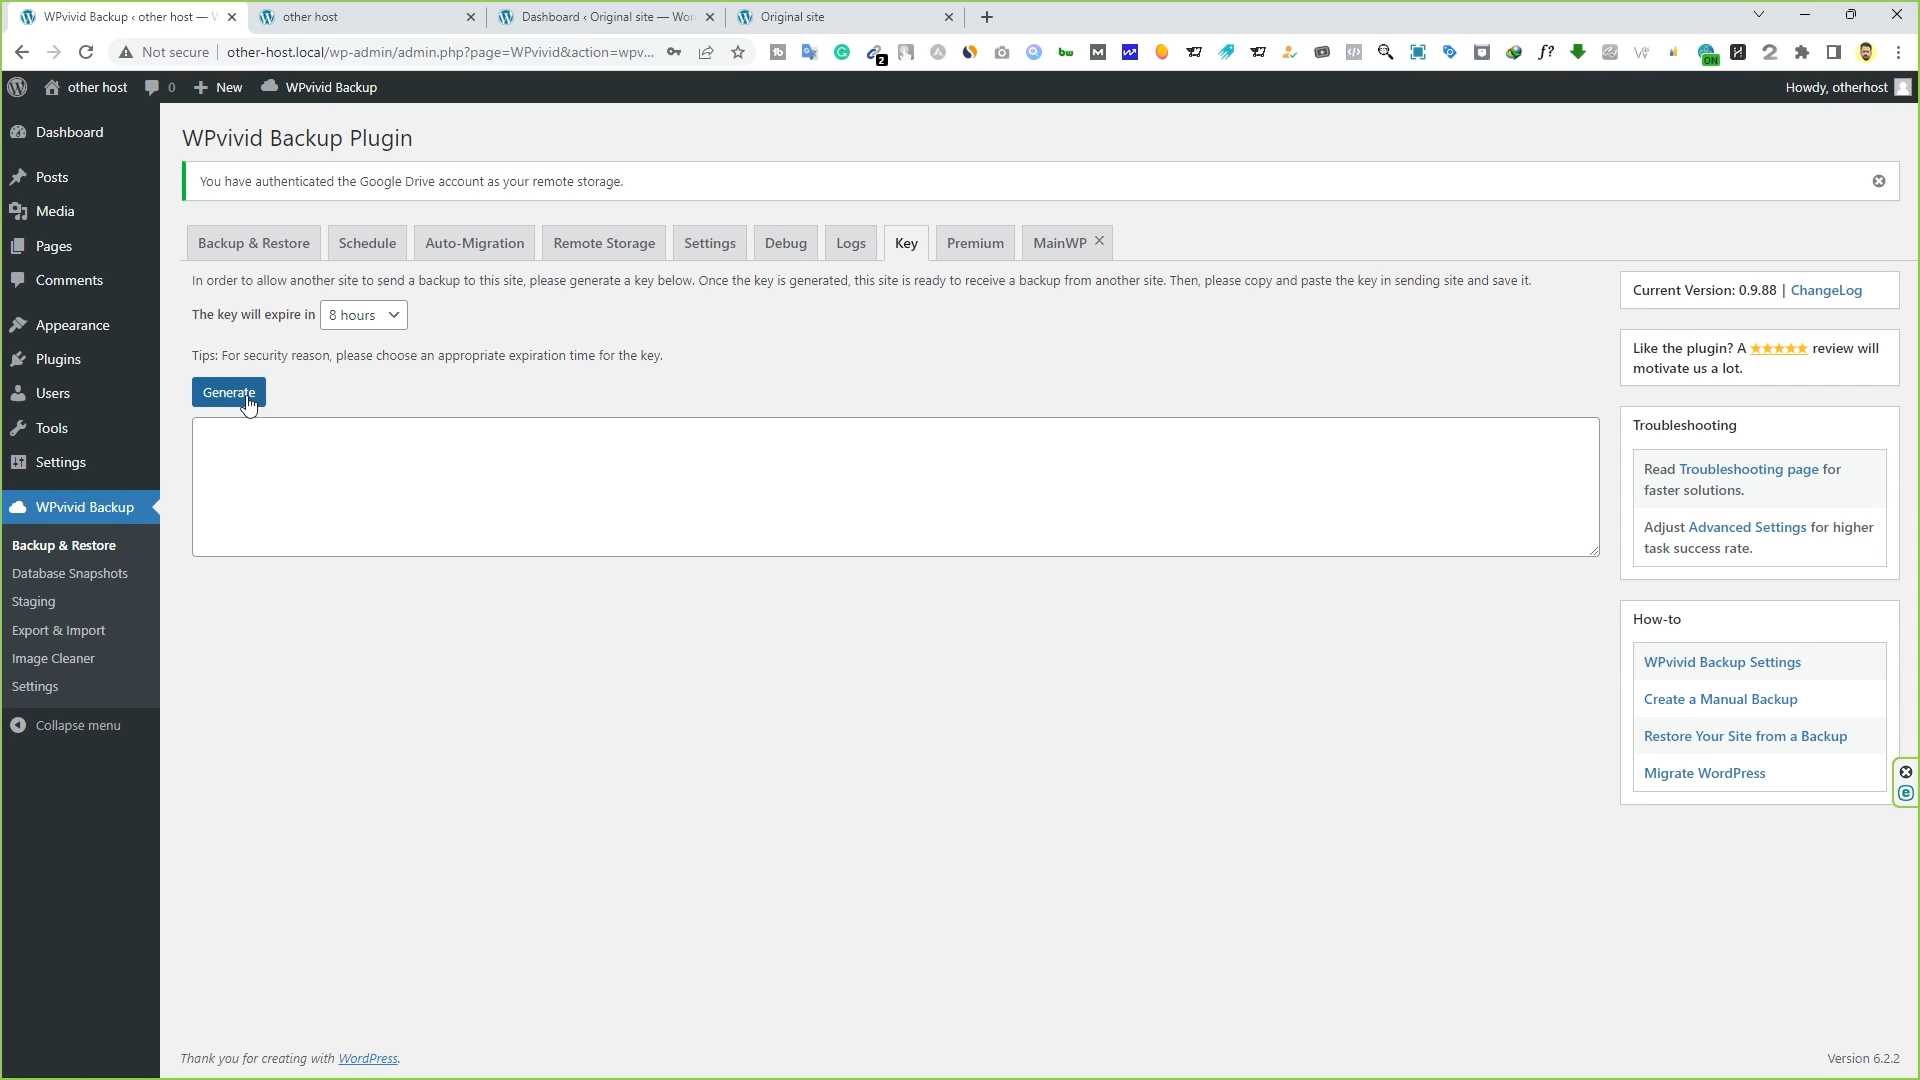 WPvivid Backup ‹ other host —
other host
Dashboard ‹ Original site — Wor
Original site
Not secure
other-host.local/wp-admin/admin.php?page=WPvivid&action=wpv...
other host
0
New
WPvivid Backup
Howdy, otherhost
Dashboard
Posts
Media
Pages
Comments
Appearance
Plugins
Users
Tools
Settings
WPvivid Backup
Backup & Restore
Database Snapshots
Staging
Export & Import
Image Cleaner
Settings
Collapse menu
WPvivid Backup Plugin
You have authenticated the Google Drive account as your remote storage.
Backup & Restore
Schedule
Auto-Migration
Remote Storage
Settings
Debug
Logs
Key
Premium
MainWP
In order to allow another site to send a backup to this site, please generate a key below. Once the key is generated, this site is ready to receive a backup from another site. Then, please copy and paste the key in sending site and save it.
The key will expire in 8 hours
Tips: For security reason, please choose an appropriate expiration time for the key.
Generate
Current Version: 0.9.88 | ChangeLog
Like the plugin? A ★★★★★ review will
motivate us a lot.
Troubleshooting
Read Troubleshooting page for
faster solutions.
Adjust Advanced Settings for higher
task success rate.
How-to
WPvivid Backup Settings
Create a Manual Backup
Restore Your Site from a Backup
Migrate WordPress
Thank you for creating with WordPress.
Version 6.2.2